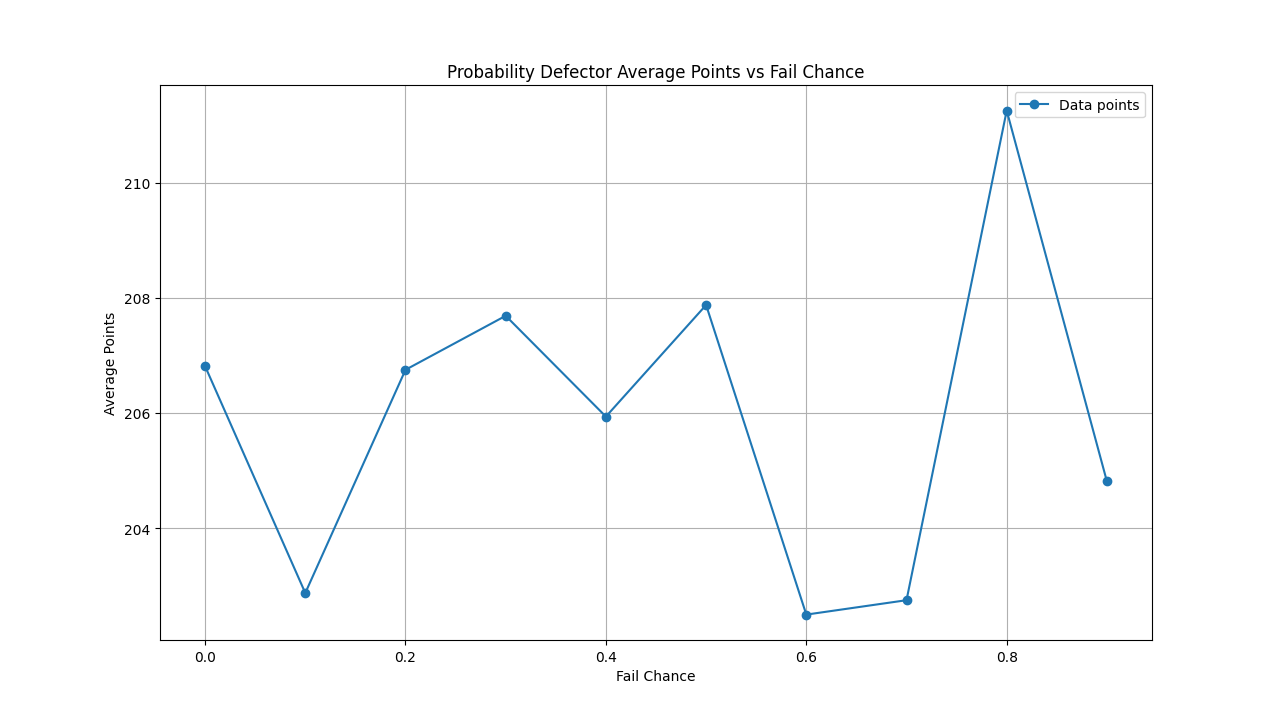 Probability Defector Average Points vs Fail Chance
Data points
210
208
206
204
Average Points
0.0 0.2 0.4 0.6 0.8
Fail Chance